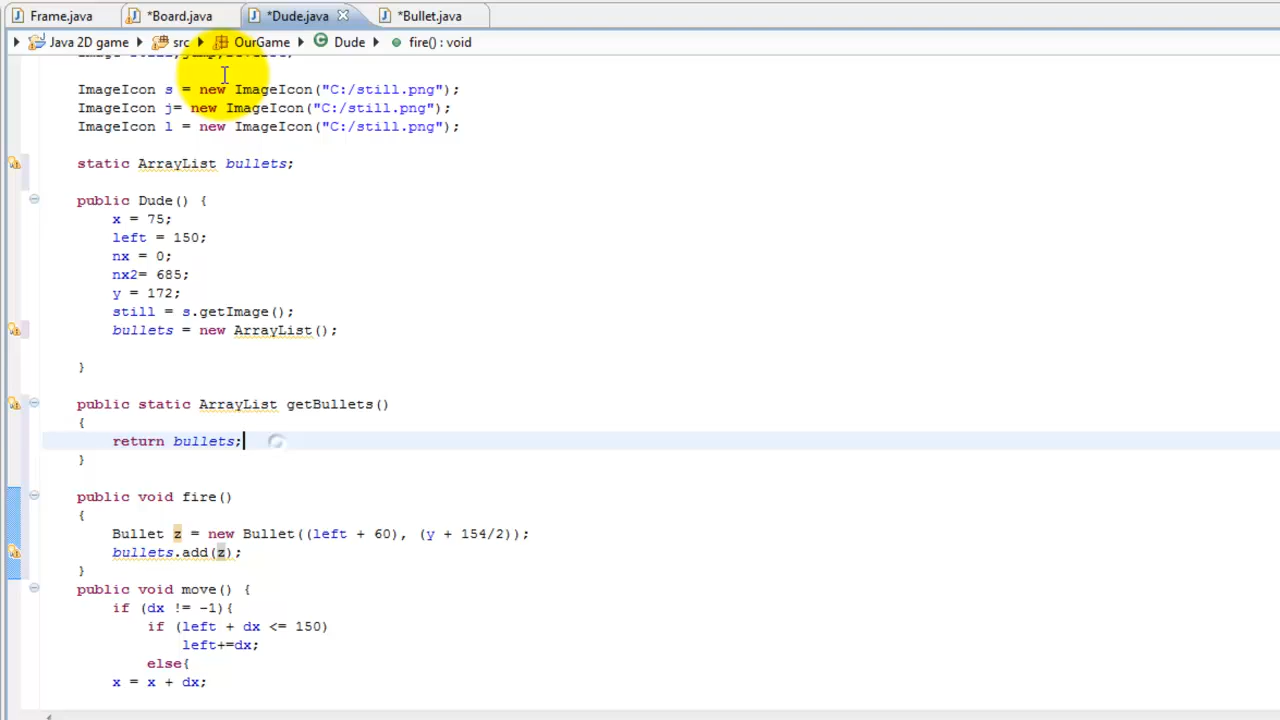 Frame.java *Board.java *Dude.java *Bullet.java
Java 2D game src OurGame Dude fire() : void
ImageIcon s = new ImageIcon("C:/still.png");
ImageIcon j= new ImageIcon("C:/still.png");
ImageIcon l = new ImageIcon("C:/still.png");
static ArrayList bullets;
public Dude() {
x = 75;
left = 150;
nx = 0;
nx2= 685;
y = 172;
still = s.getImage();
bullets = new ArrayList();
}
public static ArrayList getBullets()
{
return bullets;
}
public void fire()
{
Bullet z = new Bullet((left + 60), (y + 154/2));
bullets.add(z);
}
public void move() {
if (dx != -1){
if (left + dx <= 150)
left+=dx;
else{
x = x + dx;